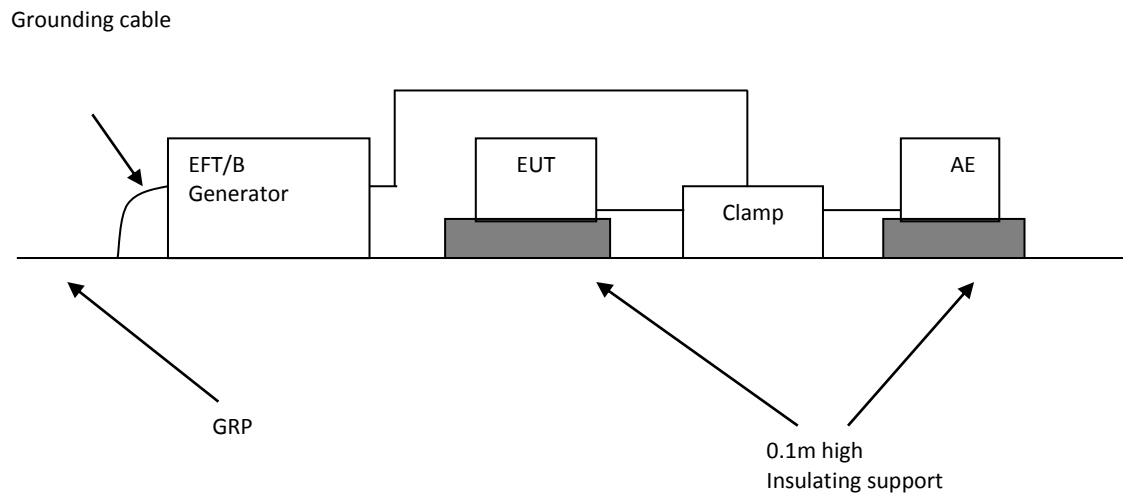 Grounding cable
EFT/B
Generator
EUT
Clamp
AE
GRP
0.1m high
Insulating support